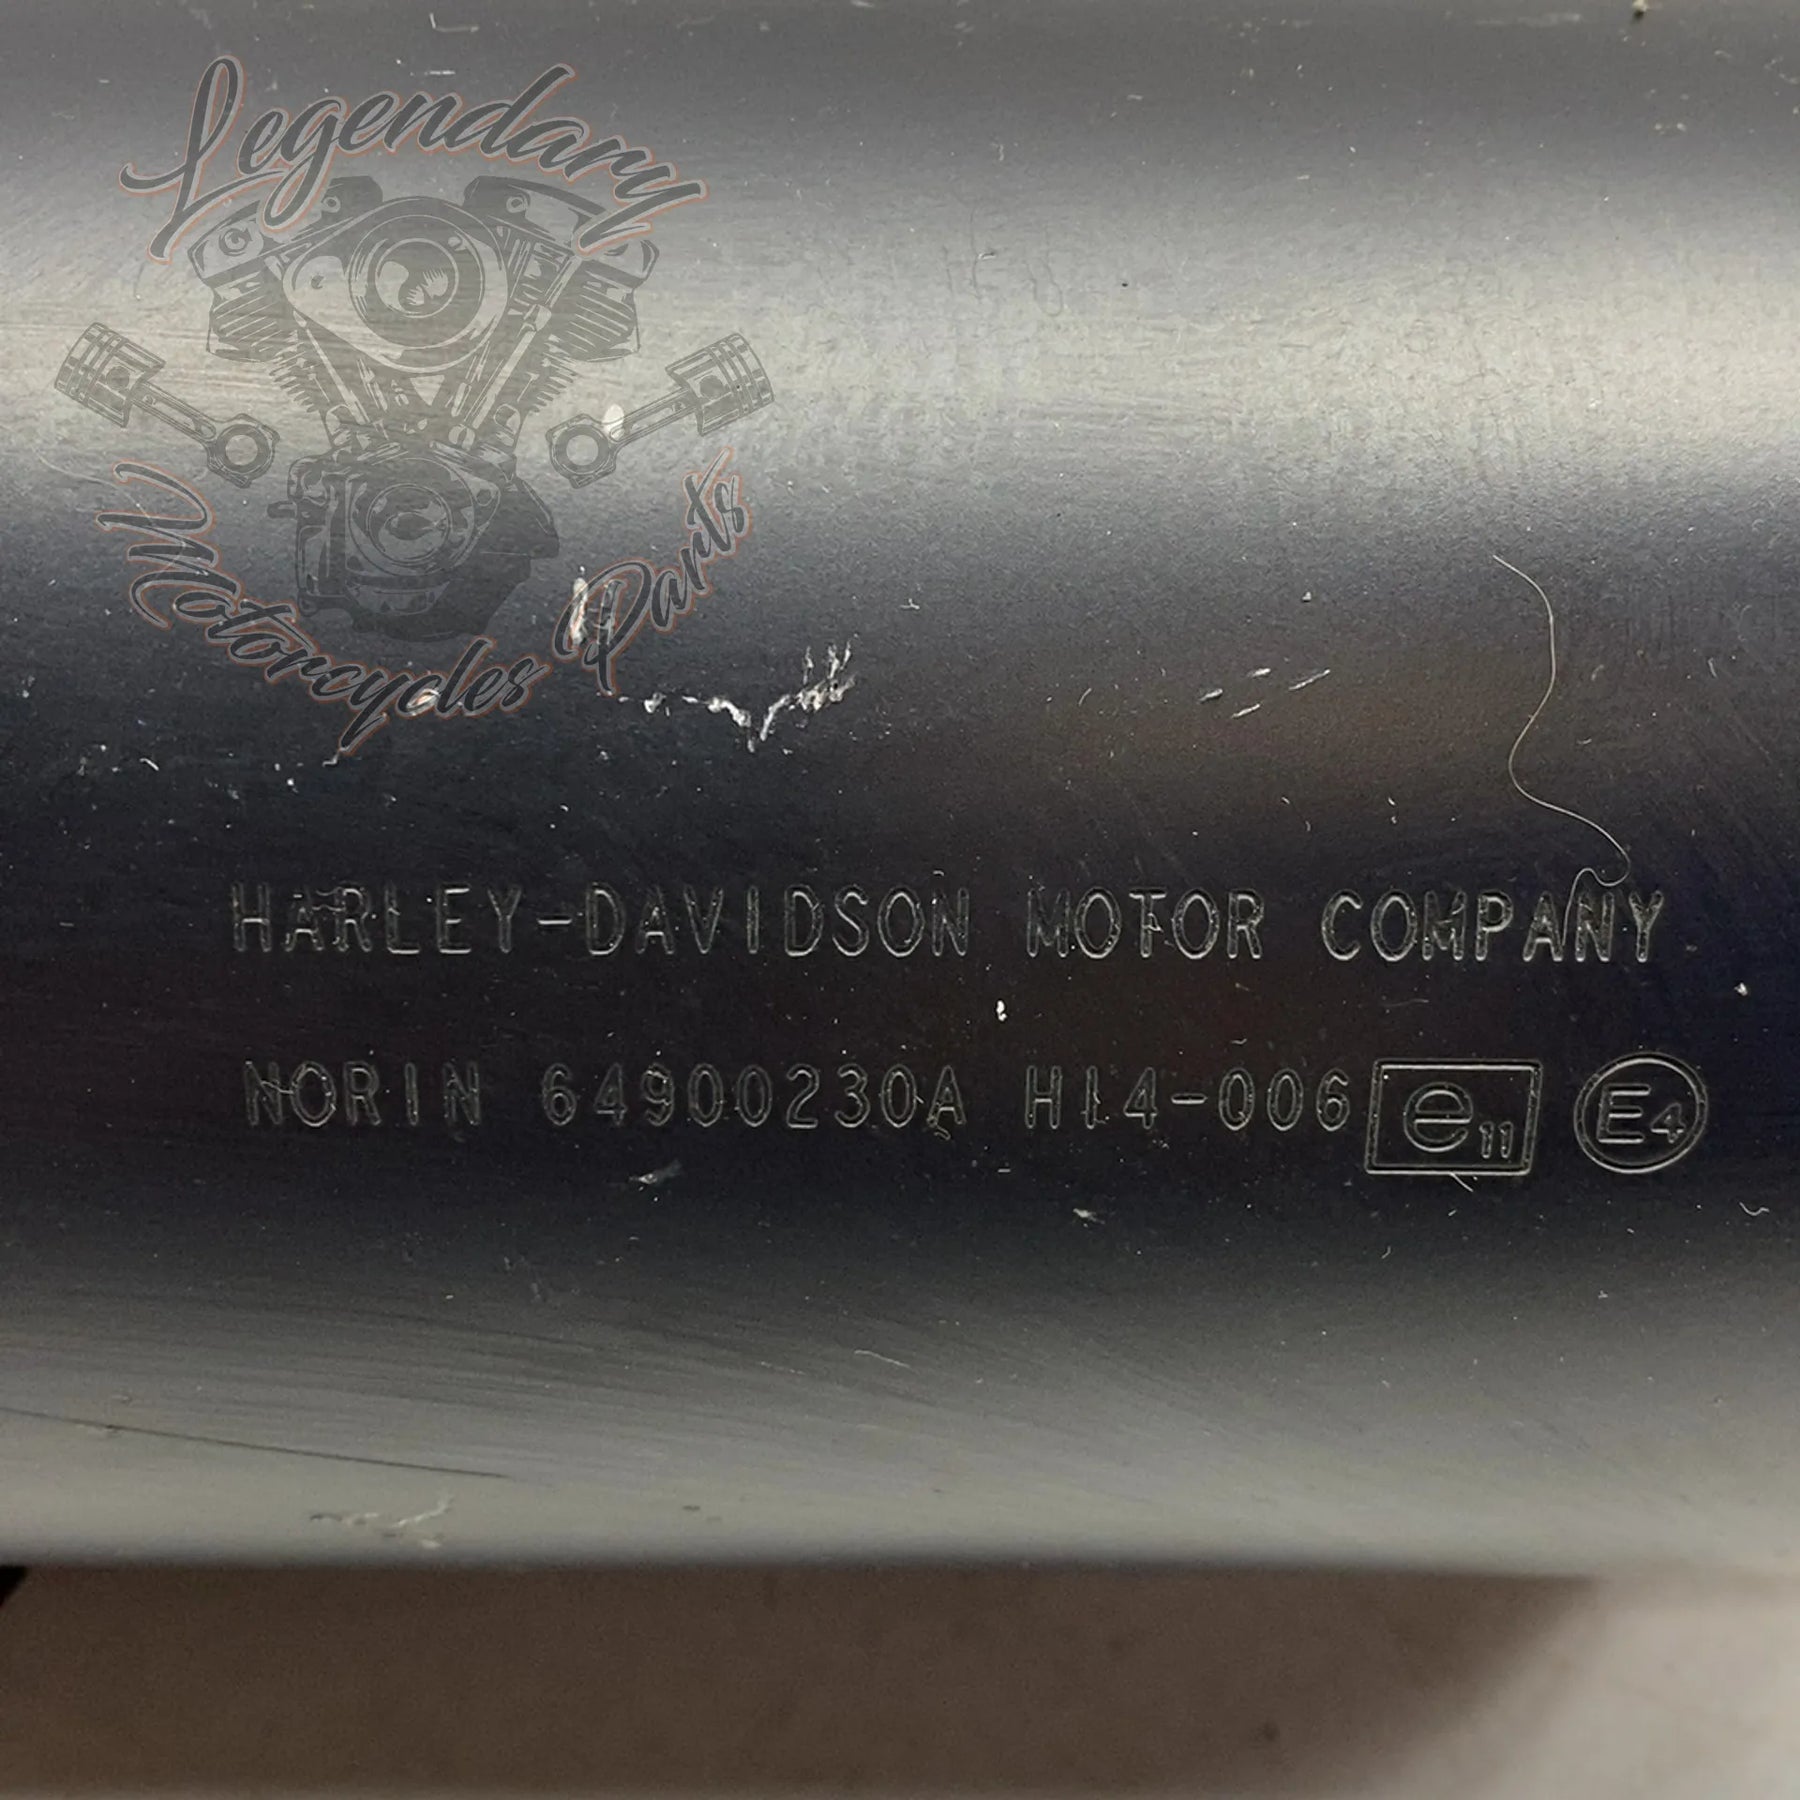 Legendary
Motorcycles Parts
HARLEY-DAVIDSON MOTOR COMPANY
NORIN 64900230A H14-006 e11 E4